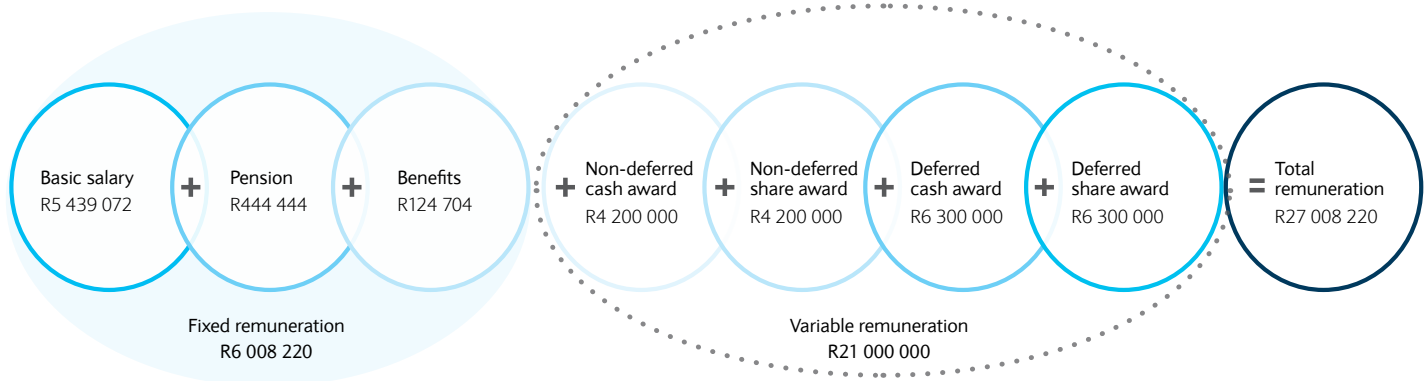 Basic salary
R5 439 072
+
Pension
R444 444
+
Benefits
R124 704
Fixed remuneration
R6 008 220
+
Non-deferred
cash award
R4 200 000
+
Non-deferred
share award
R4 200 000
+
Deferred
cash award
R6 300 000
+
Deferred
share award
R6 300 000
Variable remuneration
R21 000 000
=
Total
remuneration
R27 008 220